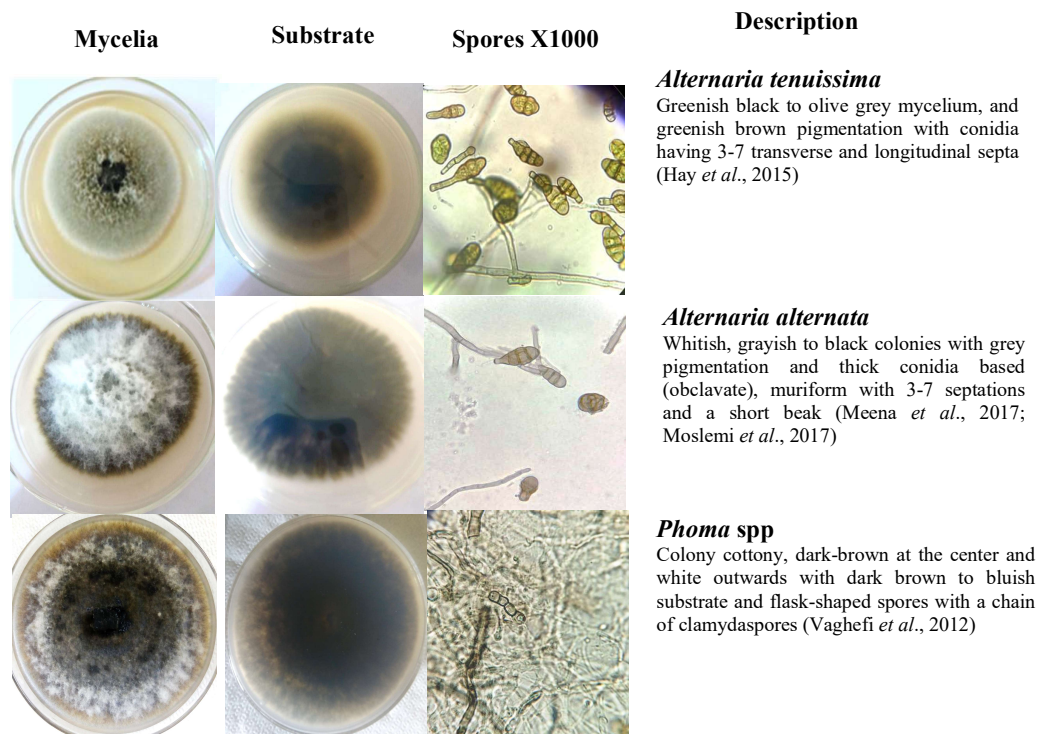 Mycelia
Substrate
Spores X1000
Description
Alternaria tenuissima
Greenish black to olive grey mycelium, and
greenish brown pigmentation with conidia
having 3-7 transverse and longitudinal septa
(Hay et al., 2015)
Alternaria alternata
Whitish, grayish to black colonies with grey
pigmentation and thick conidia based
(obclavate), muriform with 3-7 septations
and a short beak (Meena et al., 2017;
Moslemi et al., 2017)
Phoma spp
Colony cottony, dark-brown at the center and
white outwards with dark brown to bluish
substrate and flask-shaped spores with a chain
of clamydaspores (Vaghefi et al., 2012)